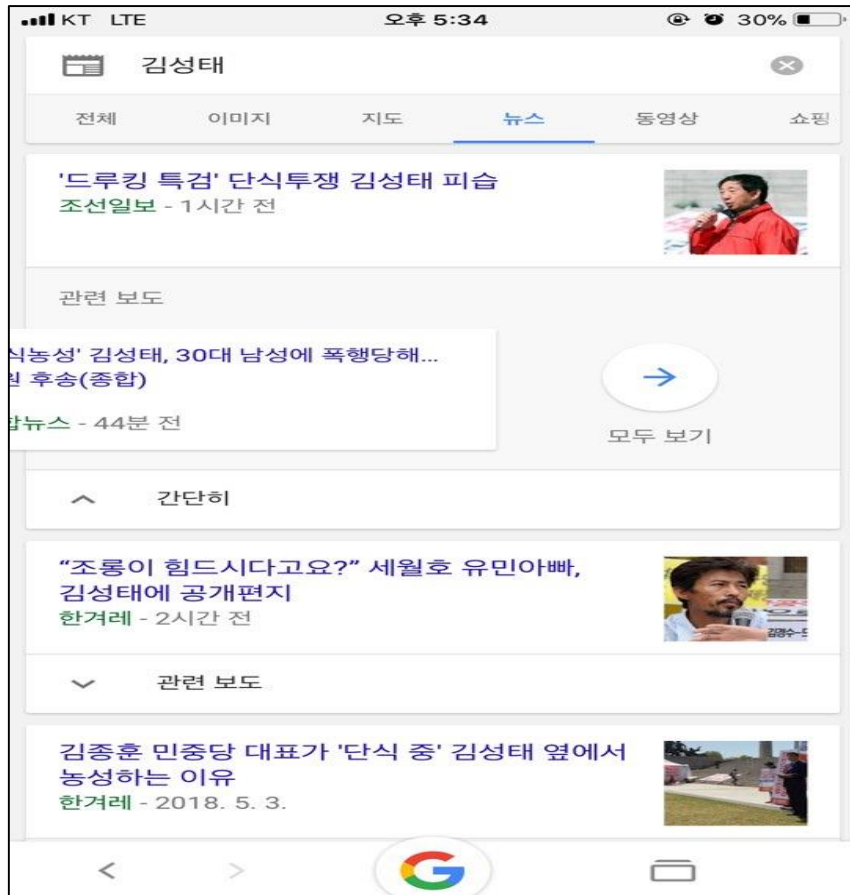 KT LTE 오후 5:34 30%
김성태
전체 이미지 지도 뉴스 동영상 쇼핑
'드루킹 특검' 단식투쟁 김성태 피습
조선일보 - 1시간 전
관련 보도
식농성' 김성태, 30대 남성에 폭행당해...
원 후송(종합)
합뉴스 - 44분 전
모두 보기
간단히
“조롱이 힘드시다고요?” 세월호 유민아빠,
김성태에 공개편지
한겨레 - 2시간 전
김경수-드
관련 보도
김종훈 민중당 대표가 '단식 중' 김성태 옆에서
농성하는 이유
한겨레 - 2018. 5. 3.